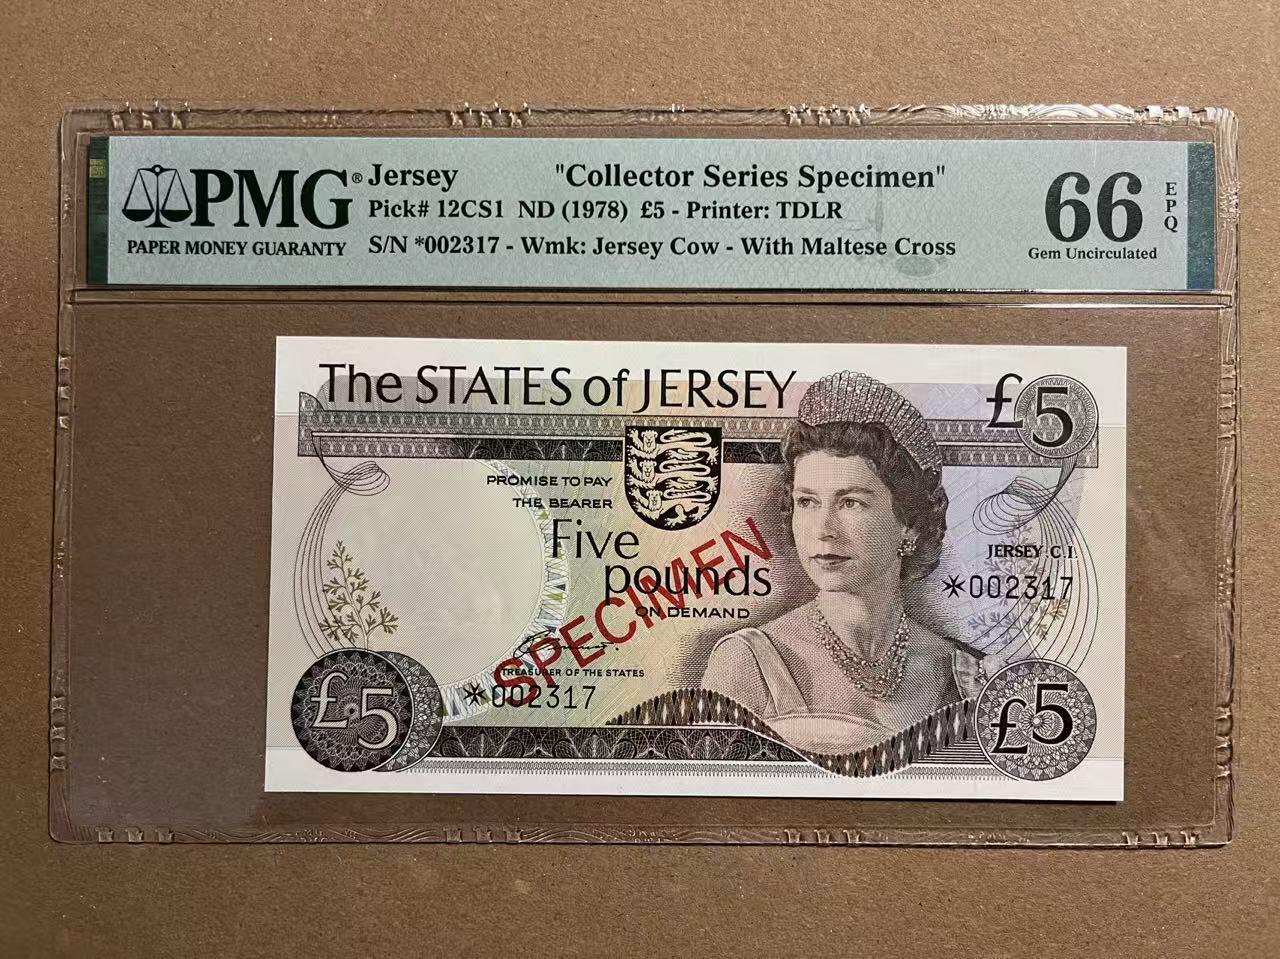 PMG® Jersey "Collector Series Specimen" 66 EPQ
Pick# 12CS1 ND (1978) £5 - Printer: TDLR
PAPER MONEY GUARANTY S/N *002317 - Wmk: Jersey Cow - With Maltese Cross Gem Uncirculated
The STATES of JERSEY £5
PROMISE TO PAY
THE BEARER
Five
pounds
ON DEMAND
SPECIMEN
JERSEY C.I.
*002317
TREASURER OF THE STATES
*002317
£5 £5